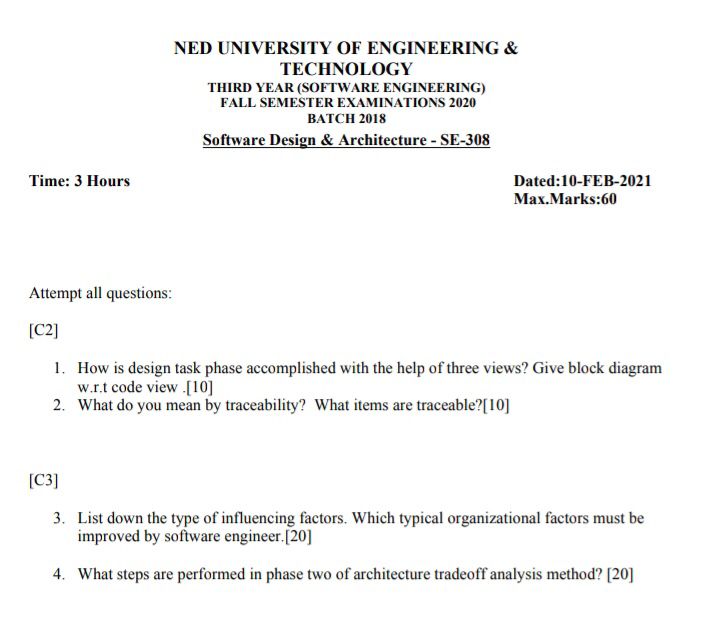 NED UNIVERSITY OF ENGINEERING &
TECHNOLOGY
THIRD YEAR (SOFTWARE ENGINEERING)
FALL SEMESTER EXAMINATIONS 2020
BATCH 2018
Software Design & Architecture - SE-308
Time: 3 Hours
Dated:10-FEB-2021
Max.Marks:60
Attempt all questions:
[C2]
1. How is design task phase accomplished with the help of three views? Give block diagram
w.r.t code view .[10]
2. What do you mean by traceability? What items are traceable?[10]
[C3]
3. List down the type of influencing factors. Which typical organizational factors must be
improved by software engineer.[20]
4. What steps are performed in phase two of architecture tradeoff analysis method? [20]